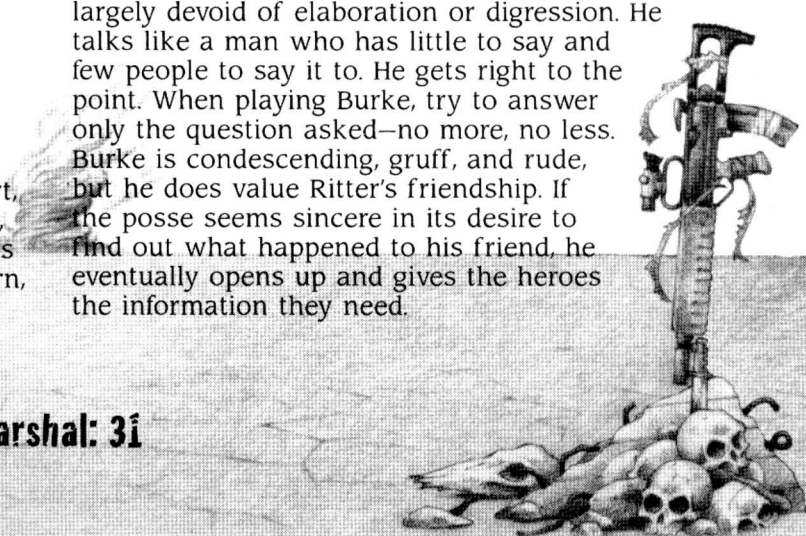 t,
,
s
rn,
largely devoid of elaboration or digression. He
talks like a man who has little to say and
few people to say it to. He gets right to the
point. When playing Burke, try to answer
only the question asked—no more, no less.
Burke is condescending, gruff, and rude,
but he does value Ritter's friendship. If
the posse seems sincere in its desire to
find out what happened to his friend, he
eventually opens up and gives the heroes
the information they need.
arshal: 31